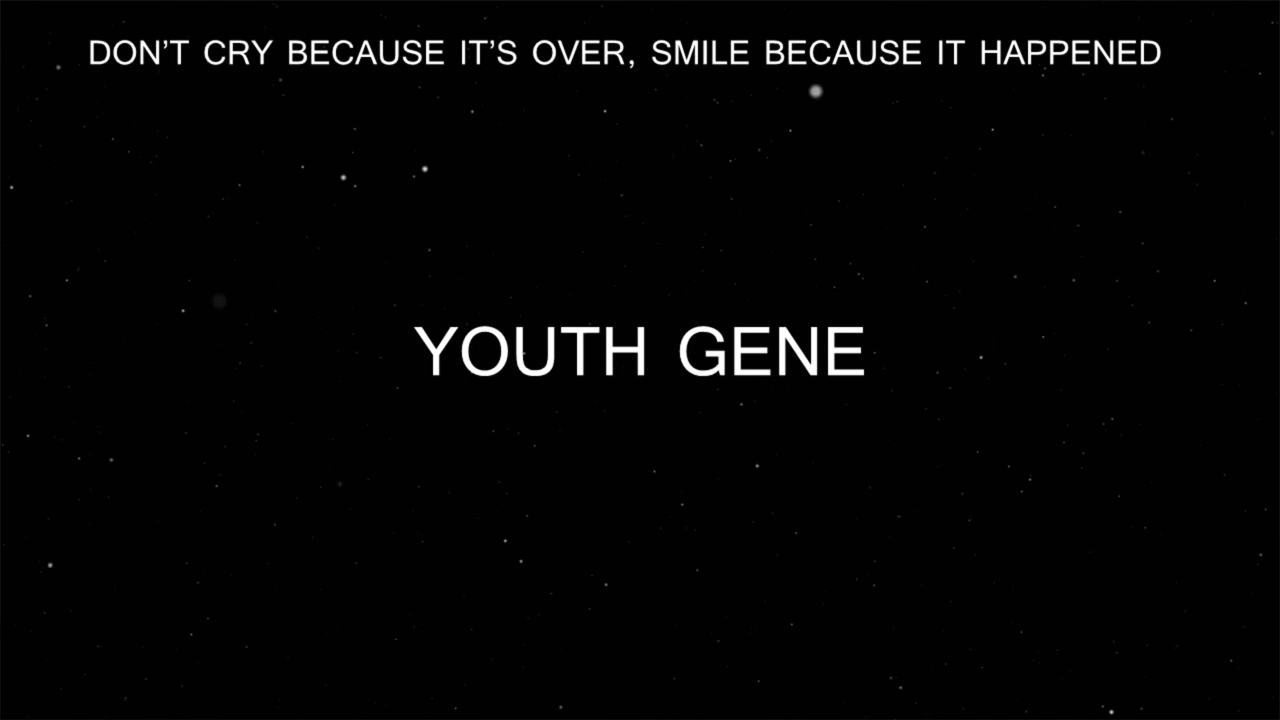 DON’T CRY BECAUSE IT’S OVER, SMILE BECAUSE IT HAPPENED
YOUTH GENE